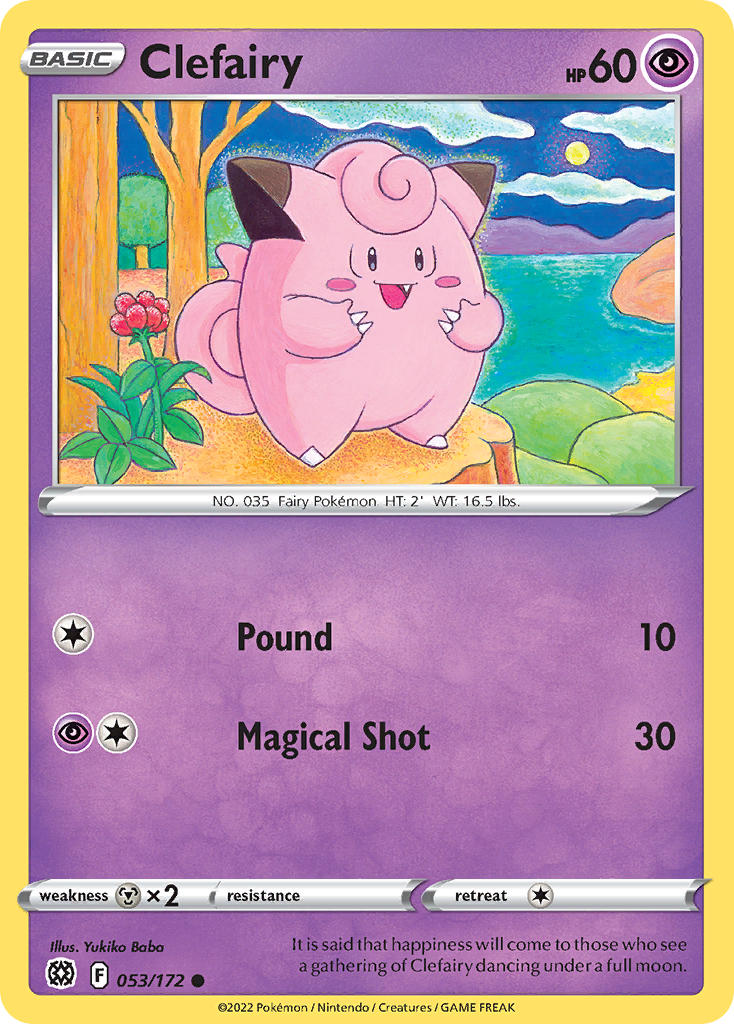 BASIC Clefairy HP 60
NO. 035 Fairy Pokémon HT: 2' WT: 16.5 lbs.
Pound 10
Magical Shot 30
weakness ×2 resistance retreat
Illus. Yukiko Baba
It is said that happiness will come to those who see
a gathering of Clefairy dancing under a full moon.
F 053/172
©2022 Pokémon / Nintendo / Creatures / GAME FREAK